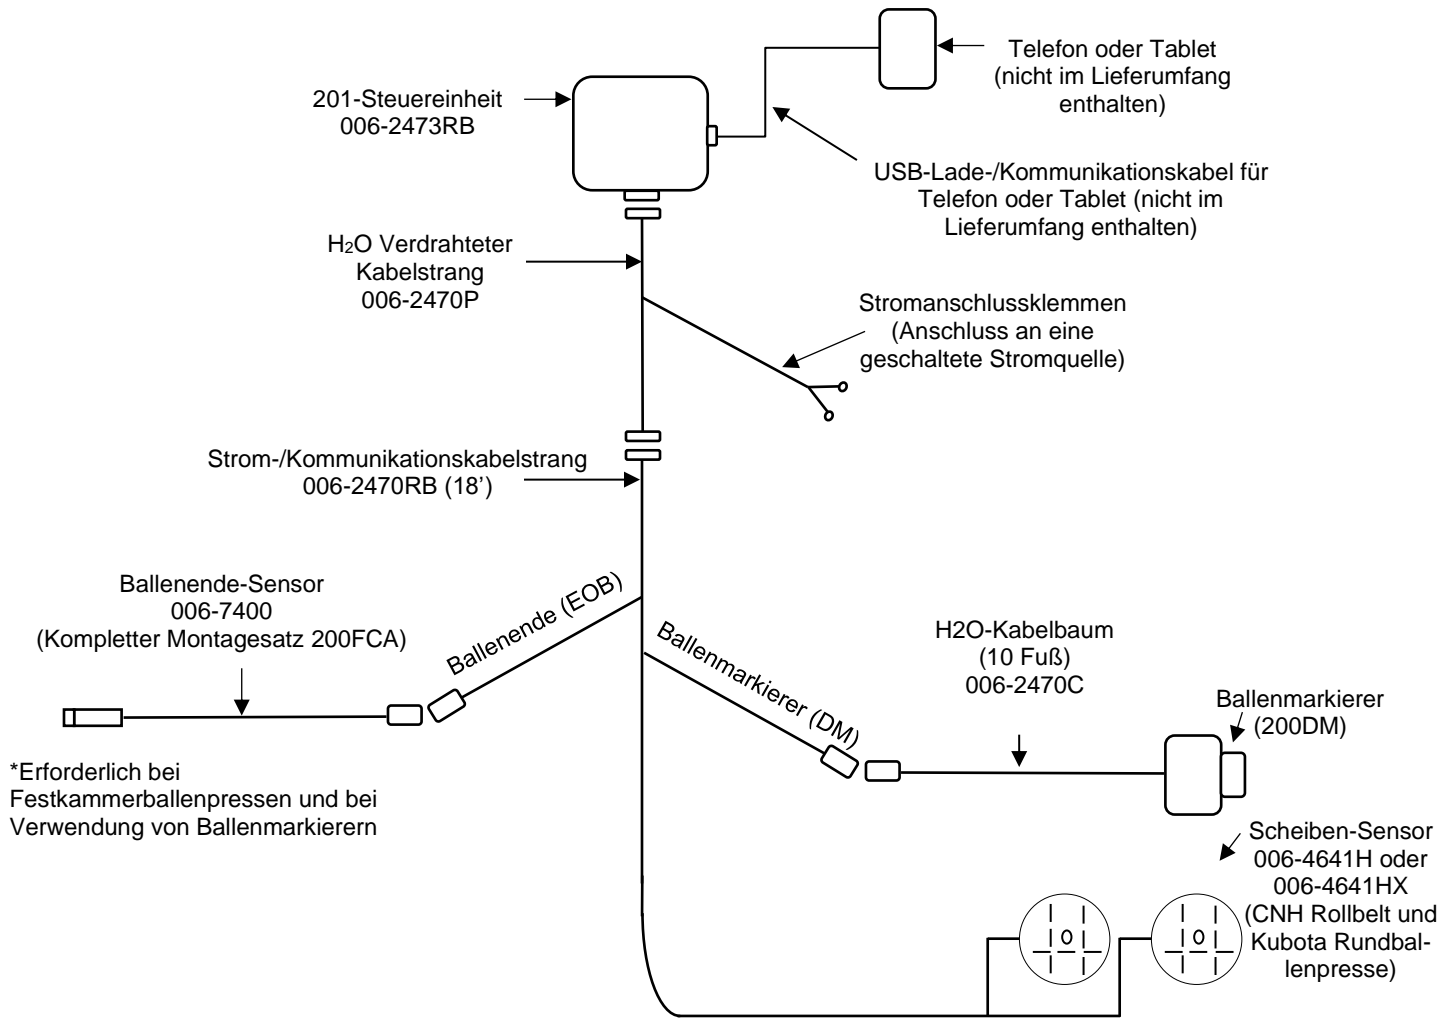 Telefon oder Tablet
(nicht im Lieferumfang
enthalten)
201-Steuereinheit
006-2473RB
USB-Lade-/Kommunikationskabel für
Telefon oder Tablet (nicht im
Lieferumfang enthalten)
H2O Verdrahteter
Kabelstrang
006-2470P
Stromanschlussklemmen
(Anschluss an eine
geschaltete Stromquelle)
Strom-/Kommunikationskabelstrang
006-2470RB (18’)
Ballenende-Sensor
006-7400
(Kompletter Montagesatz 200FCA)
Ballenende (EOB)
Ballenmarkierer (DM)
H2O-Kabelbaum
(10 Fuß)
006-2470C
Ballenmarkierer
(200DM)
*Erforderlich bei
Festkammerballenpressen und bei
Verwendung von Ballenmarkierern
Scheiben-Sensor
006-4641H oder
006-4641HX
(CNH Rollbelt und
Kubota Rundbal-
lenpresse)